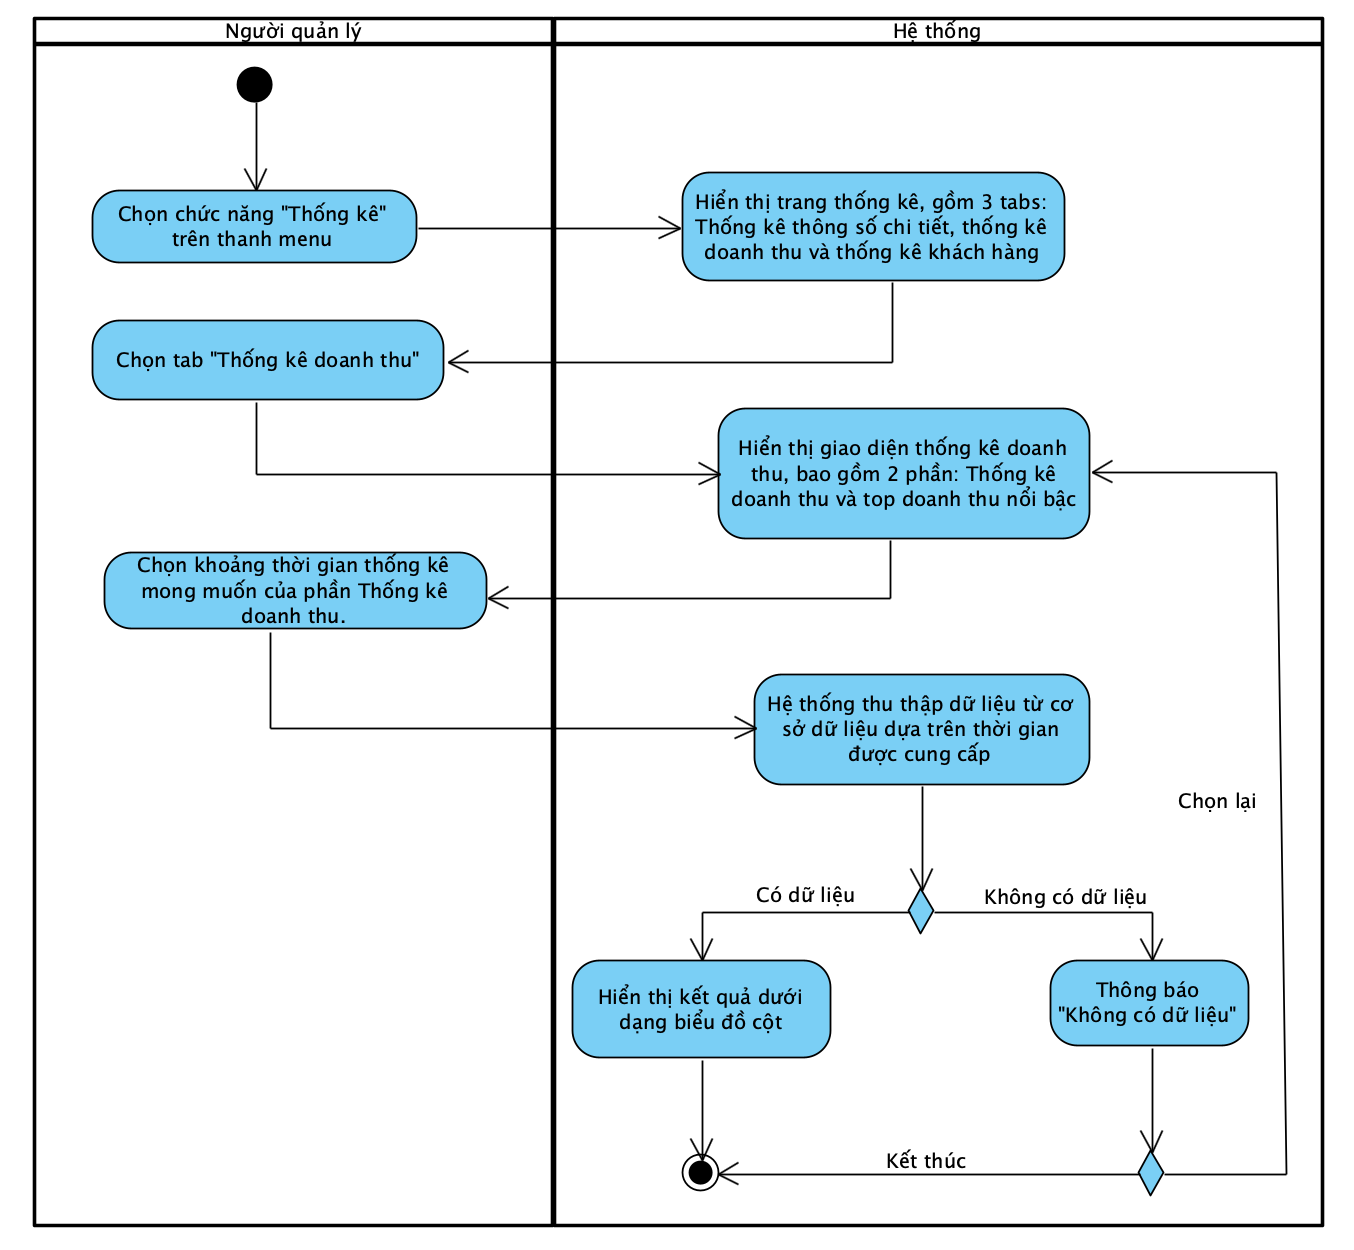 Người quản lý
Hệ thống
Chọn chức năng "Thống kê"
trên thanh menu
Hiển thị trang thống kê, gồm 3 tabs:
Thống kê thông số chi tiết, thống kê
doanh thu và thống kê khách hàng
Chọn tab "Thống kê doanh thu"
Hiển thị giao diện thống kê doanh
thu, bao gồm 2 phần: Thống kê
doanh thu và top doanh thu nổi bậc
Chọn khoảng thời gian thống kê
mong muốn của phần Thống kê
doanh thu.
Hệ thống thu thập dữ liệu từ cơ
sở dữ liệu dựa trên thời gian
được cung cấp
Chọn lại
Có dữ liệu
Không có dữ liệu
Hiển thị kết quả dưới
dạng biểu đồ cột
Thông báo
"Không có dữ liệu"
Kết thúc